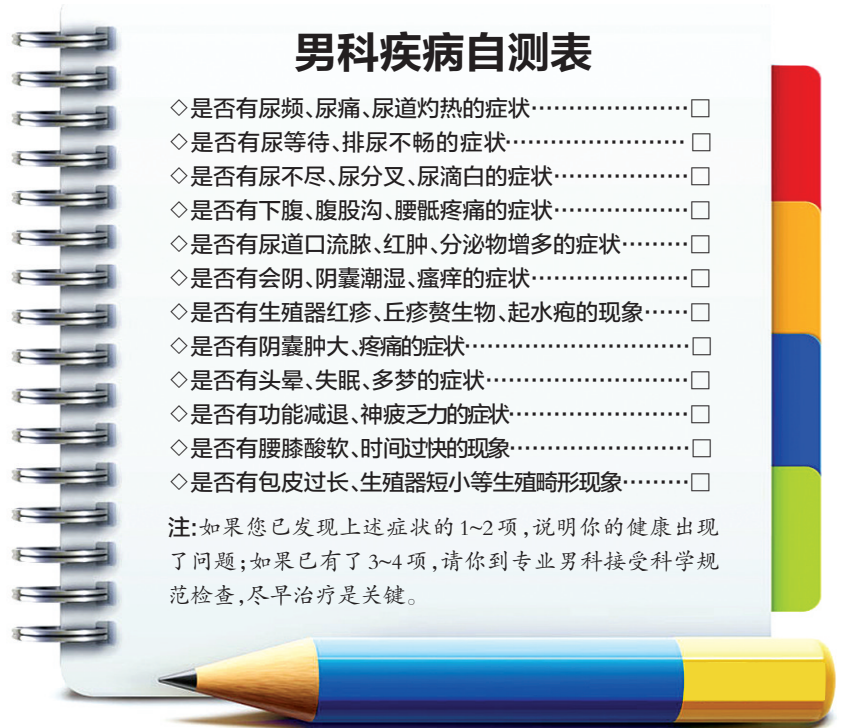 男科疾病自测表
◇是否有尿频、尿痛、尿道灼热的症状…………………□
◇是否有尿等待、排尿不畅的症状…………………… □
◇是否有尿不尽、尿分叉、尿滴白的症状………………□
◇是否有下腹、腹股沟、腰骶疼痛的症状………………□
◇是否有尿道口流脓、红肿、分泌物增多的症状………□
◇是否有会阴、阴囊潮湿、瘙痒的症状…………………□
◇是否有生殖器红疹、丘疹赘生物、起水疱的现象……□
◇是否有阴囊肿大、疼痛的症状…………………………□
◇是否有头晕、失眠、多梦的症状………………………□
◇是否有功能减退、神疲乏力的症状……………………□
◇是否有腰膝酸软、时间过快的现象……………………□
◇是否有包皮过长、生殖器短小等生殖畸形现象………□
注:如果您已发现上述症状的1~2项,说明你的健康出现
了问题;如果已有了3~4项,请你到专业男科接受科学规
范检查,尽早治疗是关键。